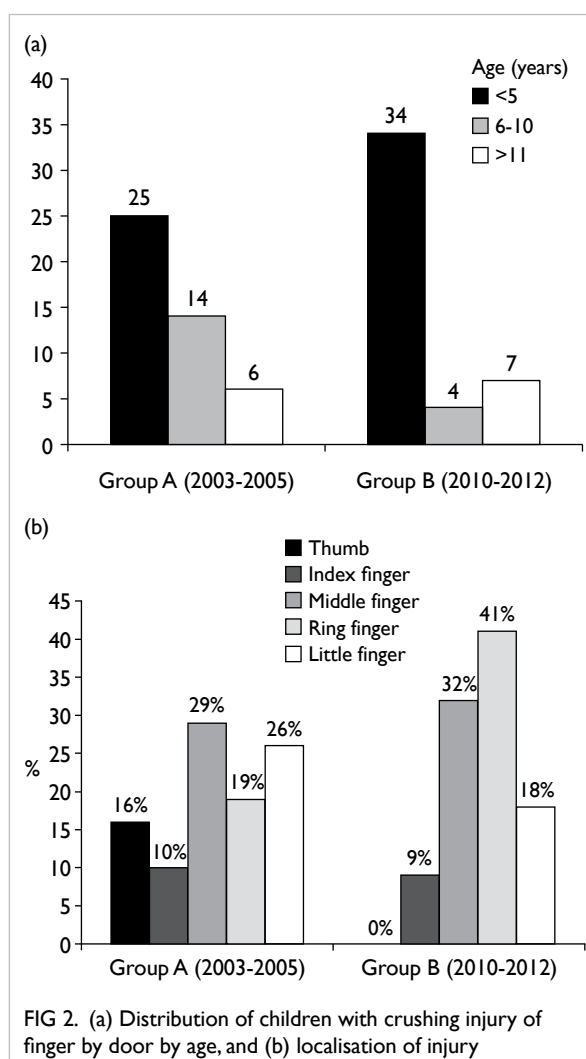 (a)
Age (years)
<5
6-10
>11
40
35
30
25
20
15
10
5
0
25
14
6
34
4
7
Group A (2003-2005)
Group B (2010-2012)
(b)
Thumb
Index finger
Middle finger
Ring finger
Little finger
45
40
35
30
25
20
15
10
5
0
%
16%
10%
29%
19%
26%
0%
9%
32%
41%
18%
Group A (2003-2005)
Group B (2010-2012)
FIG 2. (a) Distribution of children with crushing injury of
finger by door by age, and (b) localisation of injury